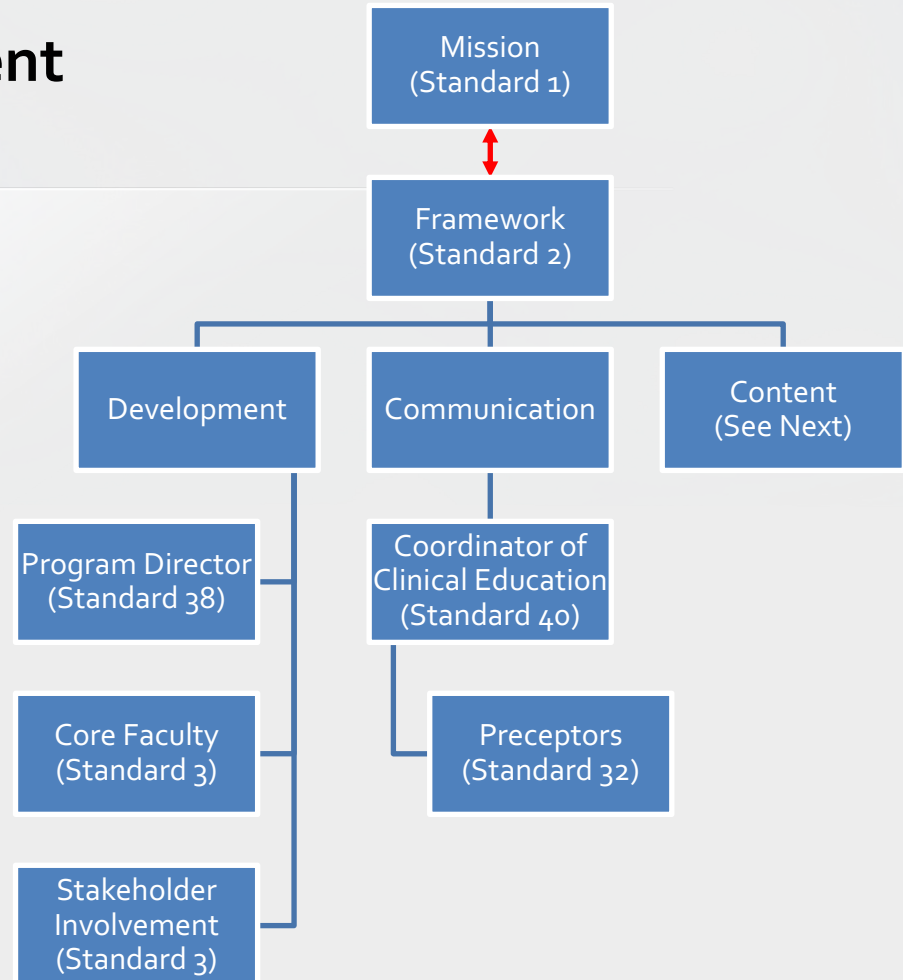 ent
Mission
(Standard 1)
Framework
(Standard 2)
Development
Communication
Content
(See Next)
Program Director
(Standard 38)
Coordinator of
Clinical Education
(Standard 40)
Core Faculty
(Standard 3)
Preceptors
(Standard 32)
Stakeholder
Involvement
(Standard 3)